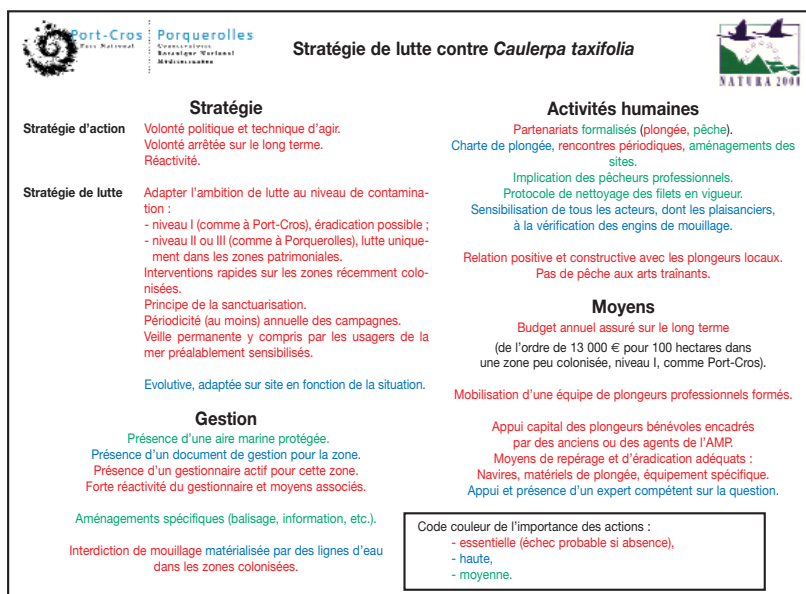 Port-Cros
Parc National
Porquerolles
Conservatoire
Botanique National
Méditerranéen
Stratégie de lutte contre Caulerpa taxifolia
NATURA 2000
Stratégie
Stratégie d'action
Volonté politique et technique d'agir.
Volonté arrêtée sur le long terme.
Réactivité.
Stratégie de lutte
Adapter l'ambition de lutte au niveau de contamina-
tion :
- niveau I (comme à Port-Cros), éradication possible ;
- niveau II ou III (comme à Porquerolles), lutte unique-
ment dans les zones patrimoniales.
Interventions rapides sur les zones récemment colo-
nisées.
Principe de la sanctuarisation.
Périodicité (au moins) annuelle des campagnes.
Veille permanente y compris par les usagers de la
mer préalablement sensibilisés.
Evolutive, adaptée sur site en fonction de la situation.
Gestion
Présence d'une aire marine protégée.
Présence d'un document de gestion pour la zone.
Présence d'un gestionnaire actif pour cette zone.
Forte réactivité du gestionnaire et moyens associés.
Aménagements spécifiques (balisage, information, etc.).
Interdiction de mouillage matérialisée par des lignes d'eau
dans les zones colonisées.
Activités humaines
Partenariats formalisés (plongée, pêche).
Charte de plongée, rencontres périodiques, aménagements des
sites.
Implication des pêcheurs professionnels.
Protocole de nettoyage des filets en vigueur.
Sensibilisation de tous les acteurs, dont les plaisanciers,
à la vérification des engins de mouillage.
Relation positive et constructive avec les plongeurs locaux.
Pas de pêche aux arts traînants.
Moyens
Budget annuel assuré sur le long terme
(de l'ordre de 13 000 € pour 100 hectares dans
une zone peu colonisée, niveau I, comme Port-Cros).
Mobilisation d'une équipe de plongeurs professionnels formés.
Appui capital des plongeurs bénévoles encadrés
par des anciens ou des agents de l'AMP.
Moyens de repérage et d'éradication adéquats :
Navires, matériels de plongée, équipement spécifique.
Appui et présence d'un expert compétent sur la question.
Code couleur de l'importance des actions :
- essentielle (échec probable si absence),
- haute,
- moyenne.